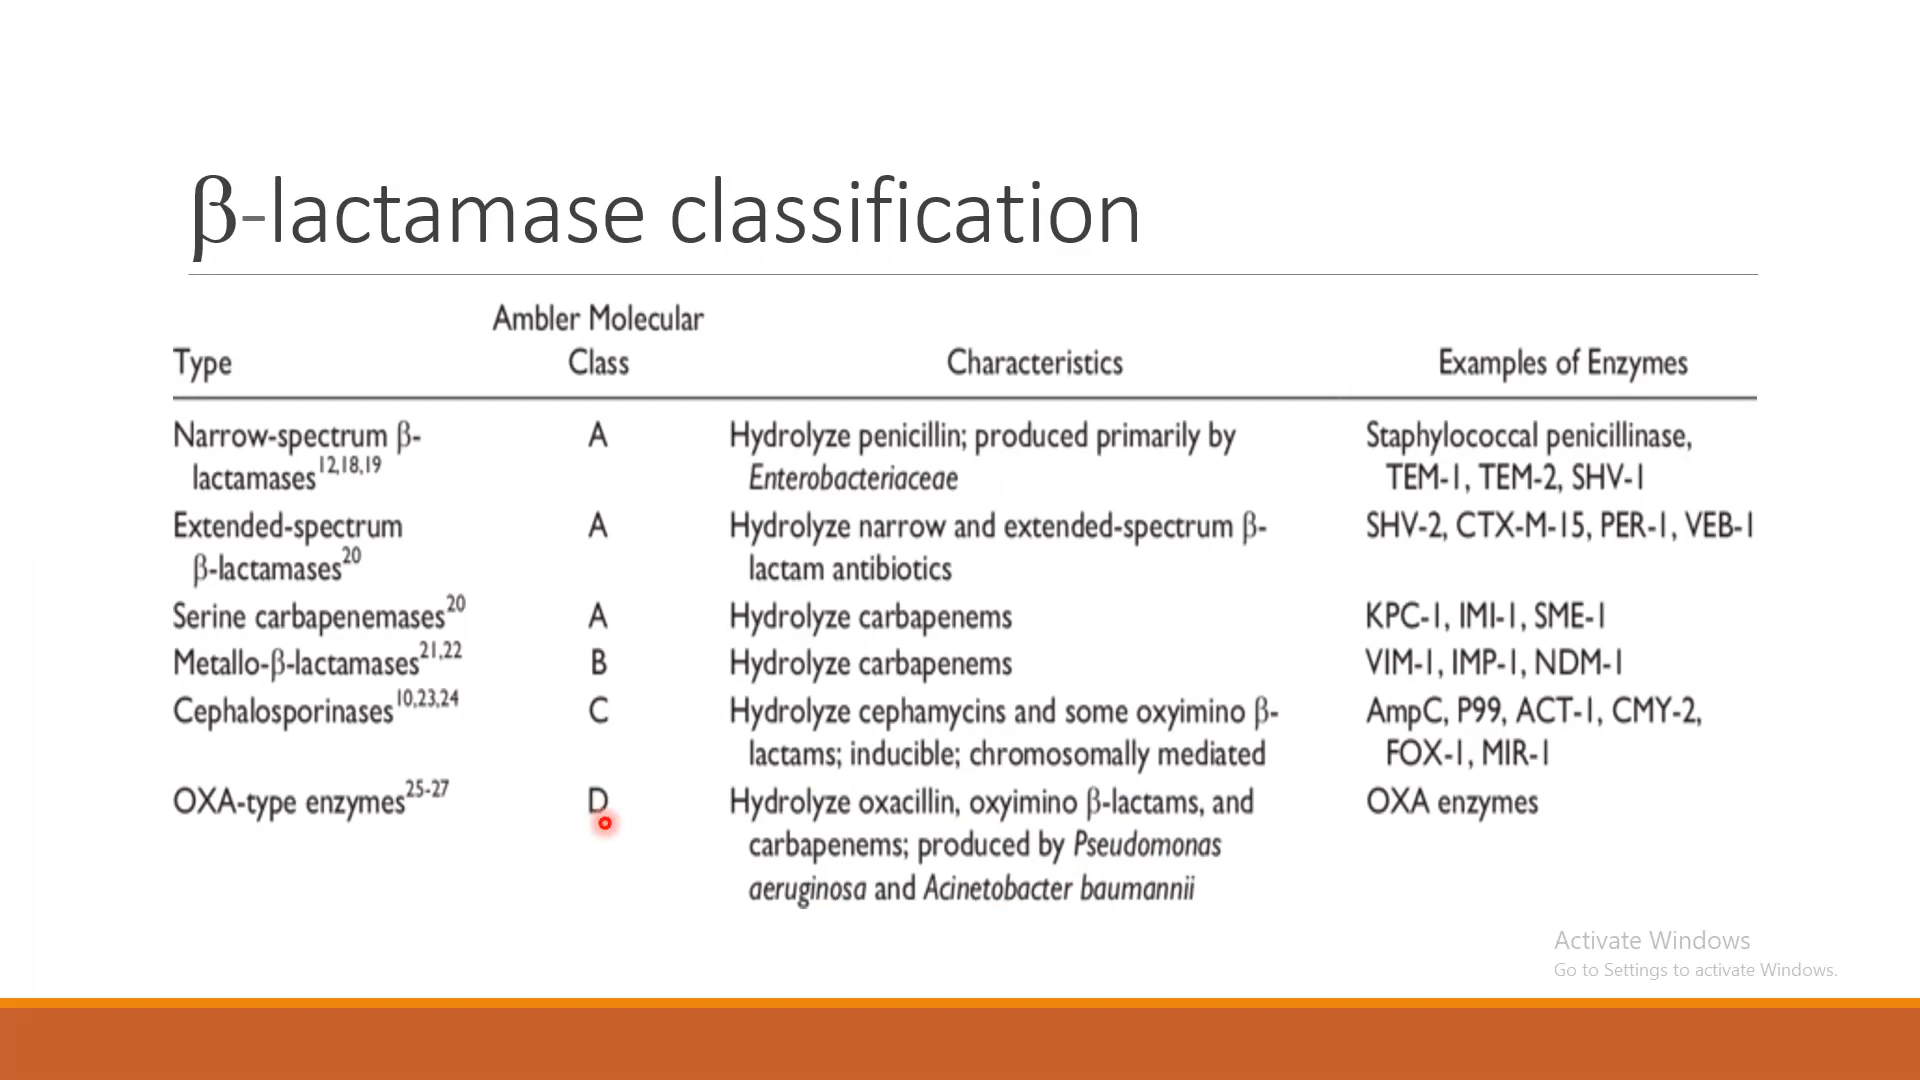 β-lactamase classification
Ambler Molecular
Type Class Characteristics Examples of Enzymes
Narrow-spectrum β- A Hydrolyze penicillin; produced primarily by Staphylococcal penicillinase,
lactamases12,18,19 Enterobacteriaceae TEM-1, TEM-2, SHV-1
Extended-spectrum A Hydrolyze narrow and extended-spectrum β- SHV-2, CTX-M-15, PER-1, VEB-1
β-lactamases20 lactam antibiotics
Serine carbapenemases20 A Hydrolyze carbapenems KPC-1, IMI-1, SME-1
Metallo-β-lactamases21,22 B Hydrolyze carbapenems VIM-1, IMP-1, NDM-1
Cephalosporinases10,23,24 C Hydrolyze cephamycins and some oxyimino β- AmpC, P99, ACT-1, CMY-2,
lactams; inducible; chromosomally mediated FOX-1, MIR-1
OXA-type enzymes25-27 D Hydrolyze oxacillin, oxyimino β-lactams, and OXA enzymes
carbapenems; produced by Pseudomonas
aeruginosa and Acinetobacter baumannii
Activate Windows
Go to Settings to activate Windows.